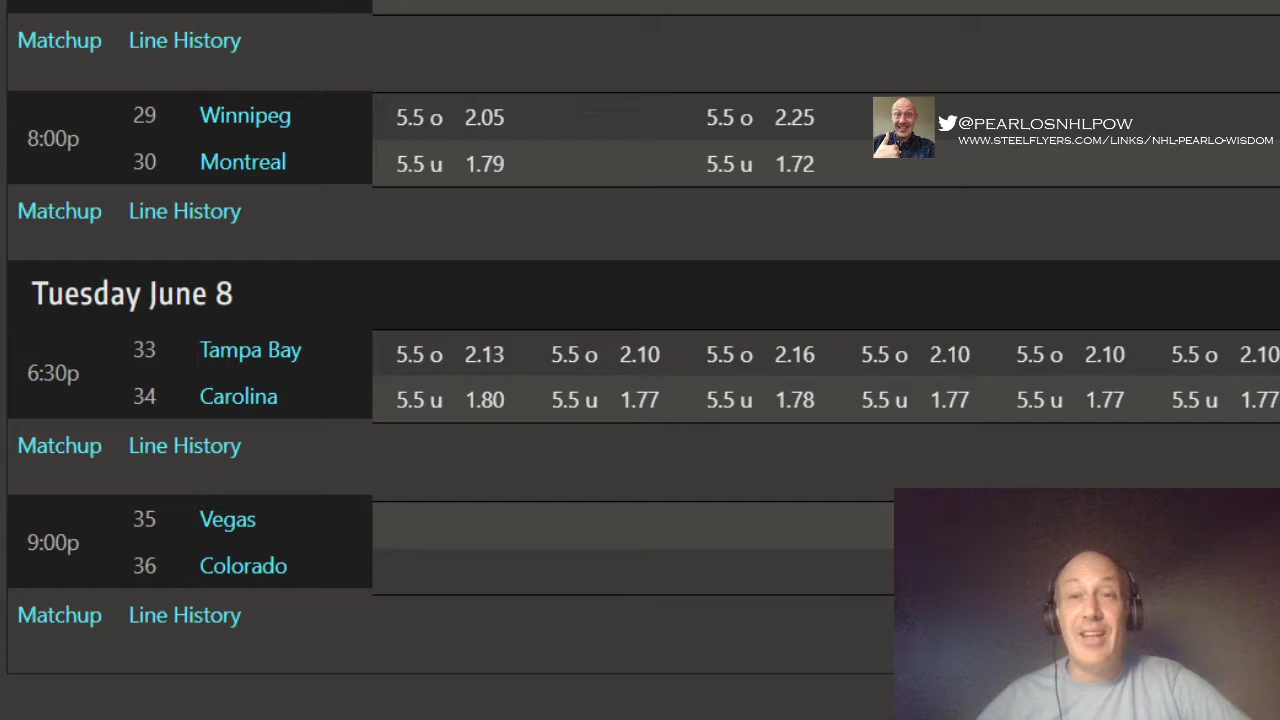 Matchup Line History
8:00p 29 Winnipeg 5.5 o 2.05 5.5 o 2.25
30 Montreal 5.5 u 1.79 5.5 u 1.72
@PEARLOSNHLPOW
WWW.STEELFLYERS.COM/LINKS/NHL-PEARLO-WISDOM
Matchup Line History
Tuesday June 8
6:30p 33 Tampa Bay 5.5 o 2.13 5.5 o 2.10 5.5 o 2.16 5.5 o 2.10 5.5 o 2.10 5.5 o 2.10
34 Carolina 5.5 u 1.80 5.5 u 1.77 5.5 u 1.78 5.5 u 1.77 5.5 u 1.77 5.5 u 1.77
Matchup Line History
9:00p 35 Vegas
36 Colorado
Matchup Line History